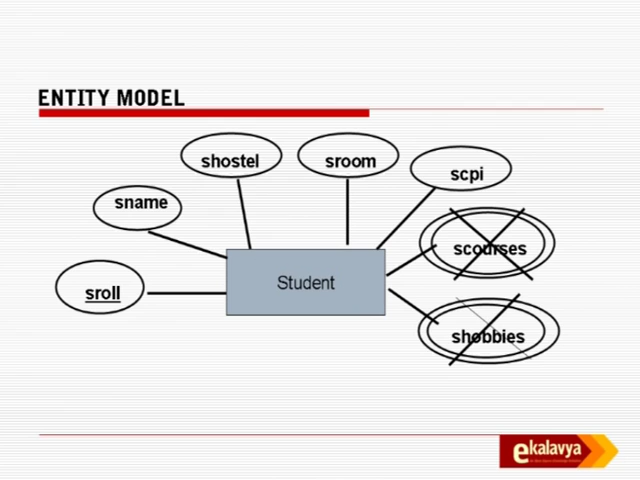 ENTITY MODEL
shostel
sroom
scpi
sname
scourses
Student
sroll
shobbies
ekalavya